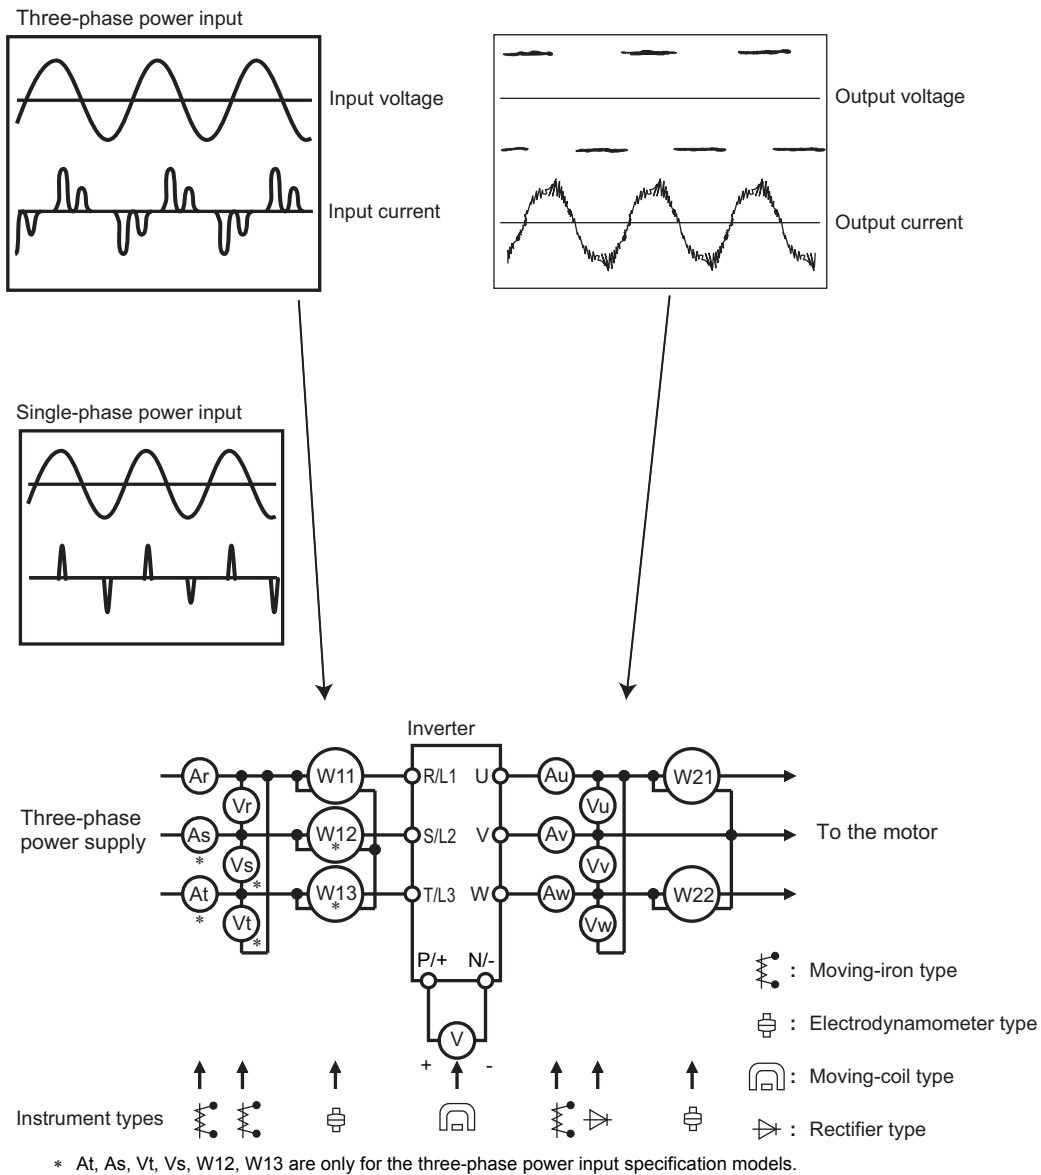 Three-phase power input
Input voltage
Input current
Output voltage
Output current
Single-phase power input
Inverter
Three-phase
power supply
Ar
Vr
W11
R/L1
U
Au
Vu
W21
As
*
Vs
*
W12
*
S/L2
V
Av
Vv
To the motor
At
*
Vt
*
W13
*
T/L3
W
Aw
Vw
W22
P/+
N/-
V
+
-
: Moving-iron type
: Electrodynamometer type
: Moving-coil type
: Rectifier type
Instrument types
* At, As, Vt, Vs, W12, W13 are only for the three-phase power input specification models.